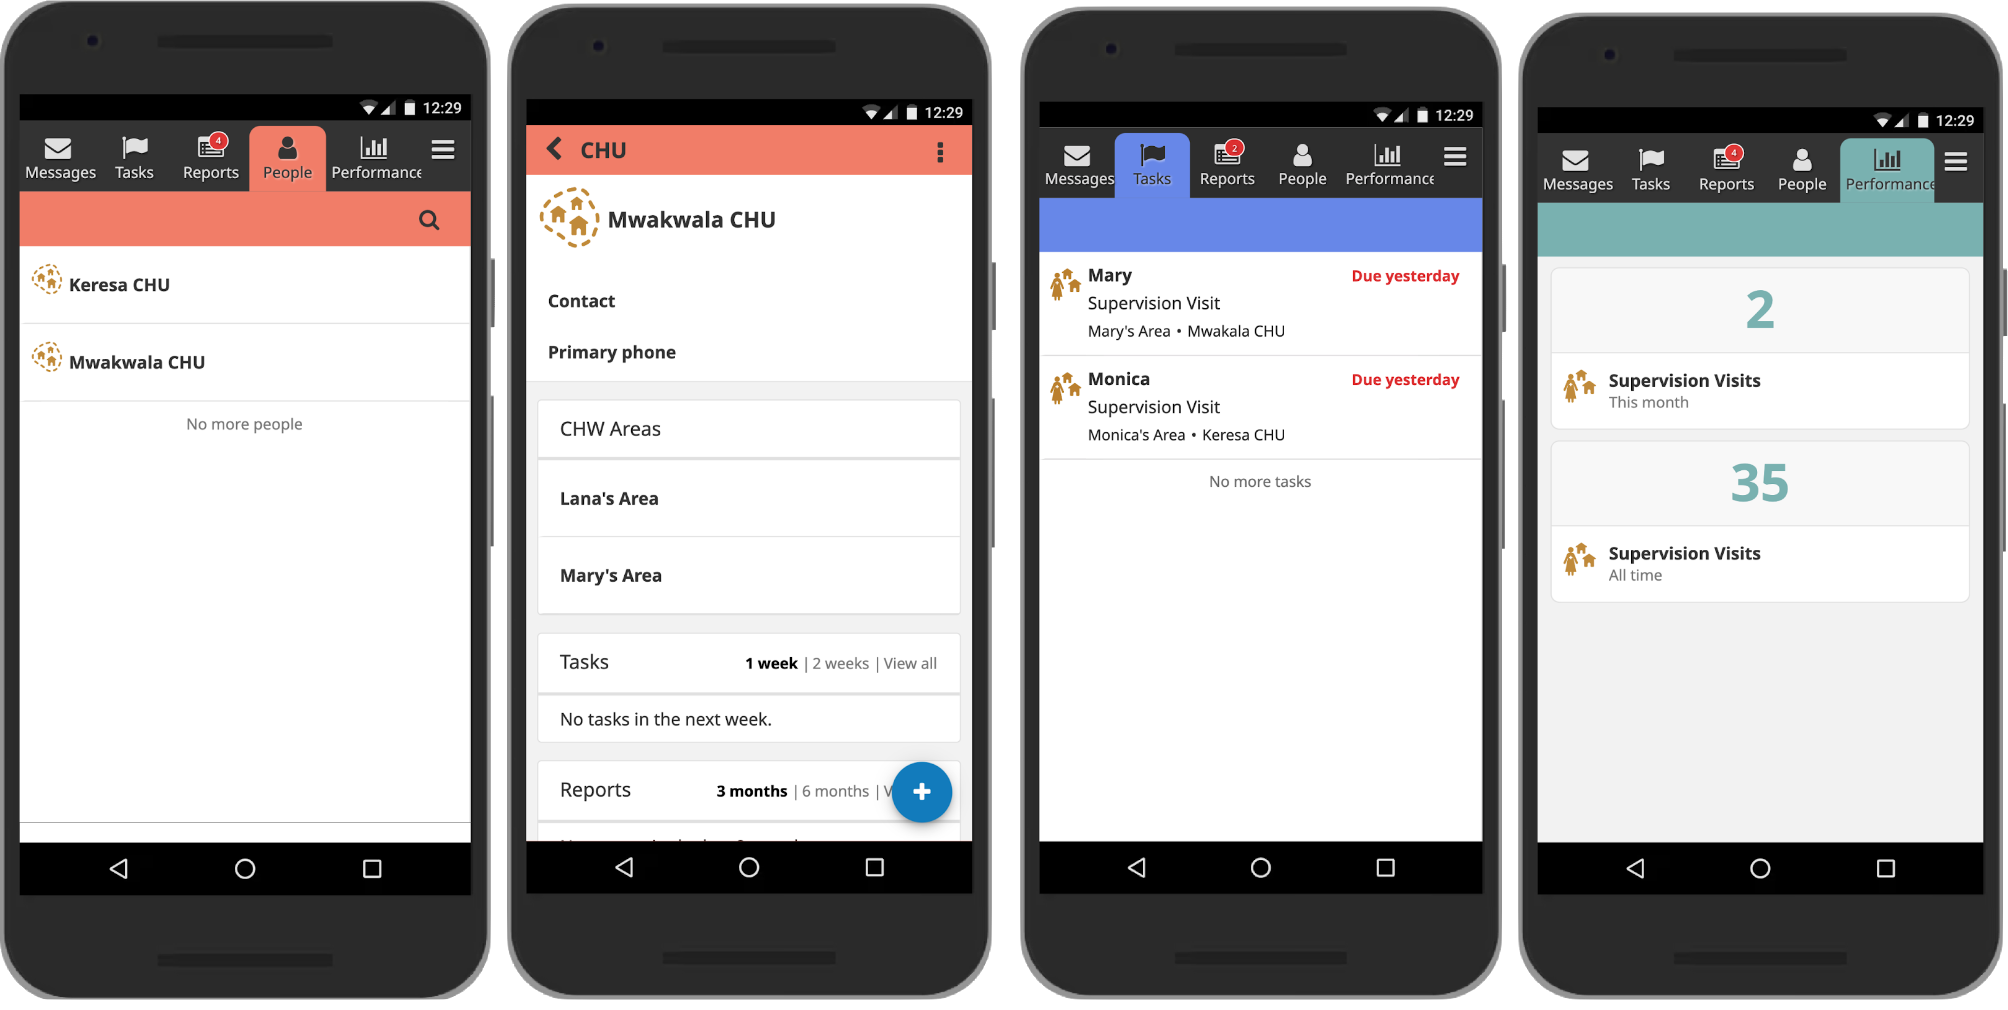 12:29
4
Messages Tasks Reports People Performance
Keresa CHU
Mwakwala CHU
No more people
12:29
CHU
Mwakwala CHU
Contact
Primary phone
CHW Areas
Lana's Area
Mary's Area
Tasks 1 week | 2 weeks | View all
No tasks in the next week.
Reports 3 months | 6 months | V
12:29
2
Messages Tasks Reports People Performance
Mary Due yesterday
Supervision Visit
Mary's Area • Mwakala CHU
Monica Due yesterday
Supervision Visit
Monica's Area • Keresa CHU
No more tasks
12:29
4
Messages Tasks Reports People Performance
2
Supervision Visits
This month
35
Supervision Visits
All time